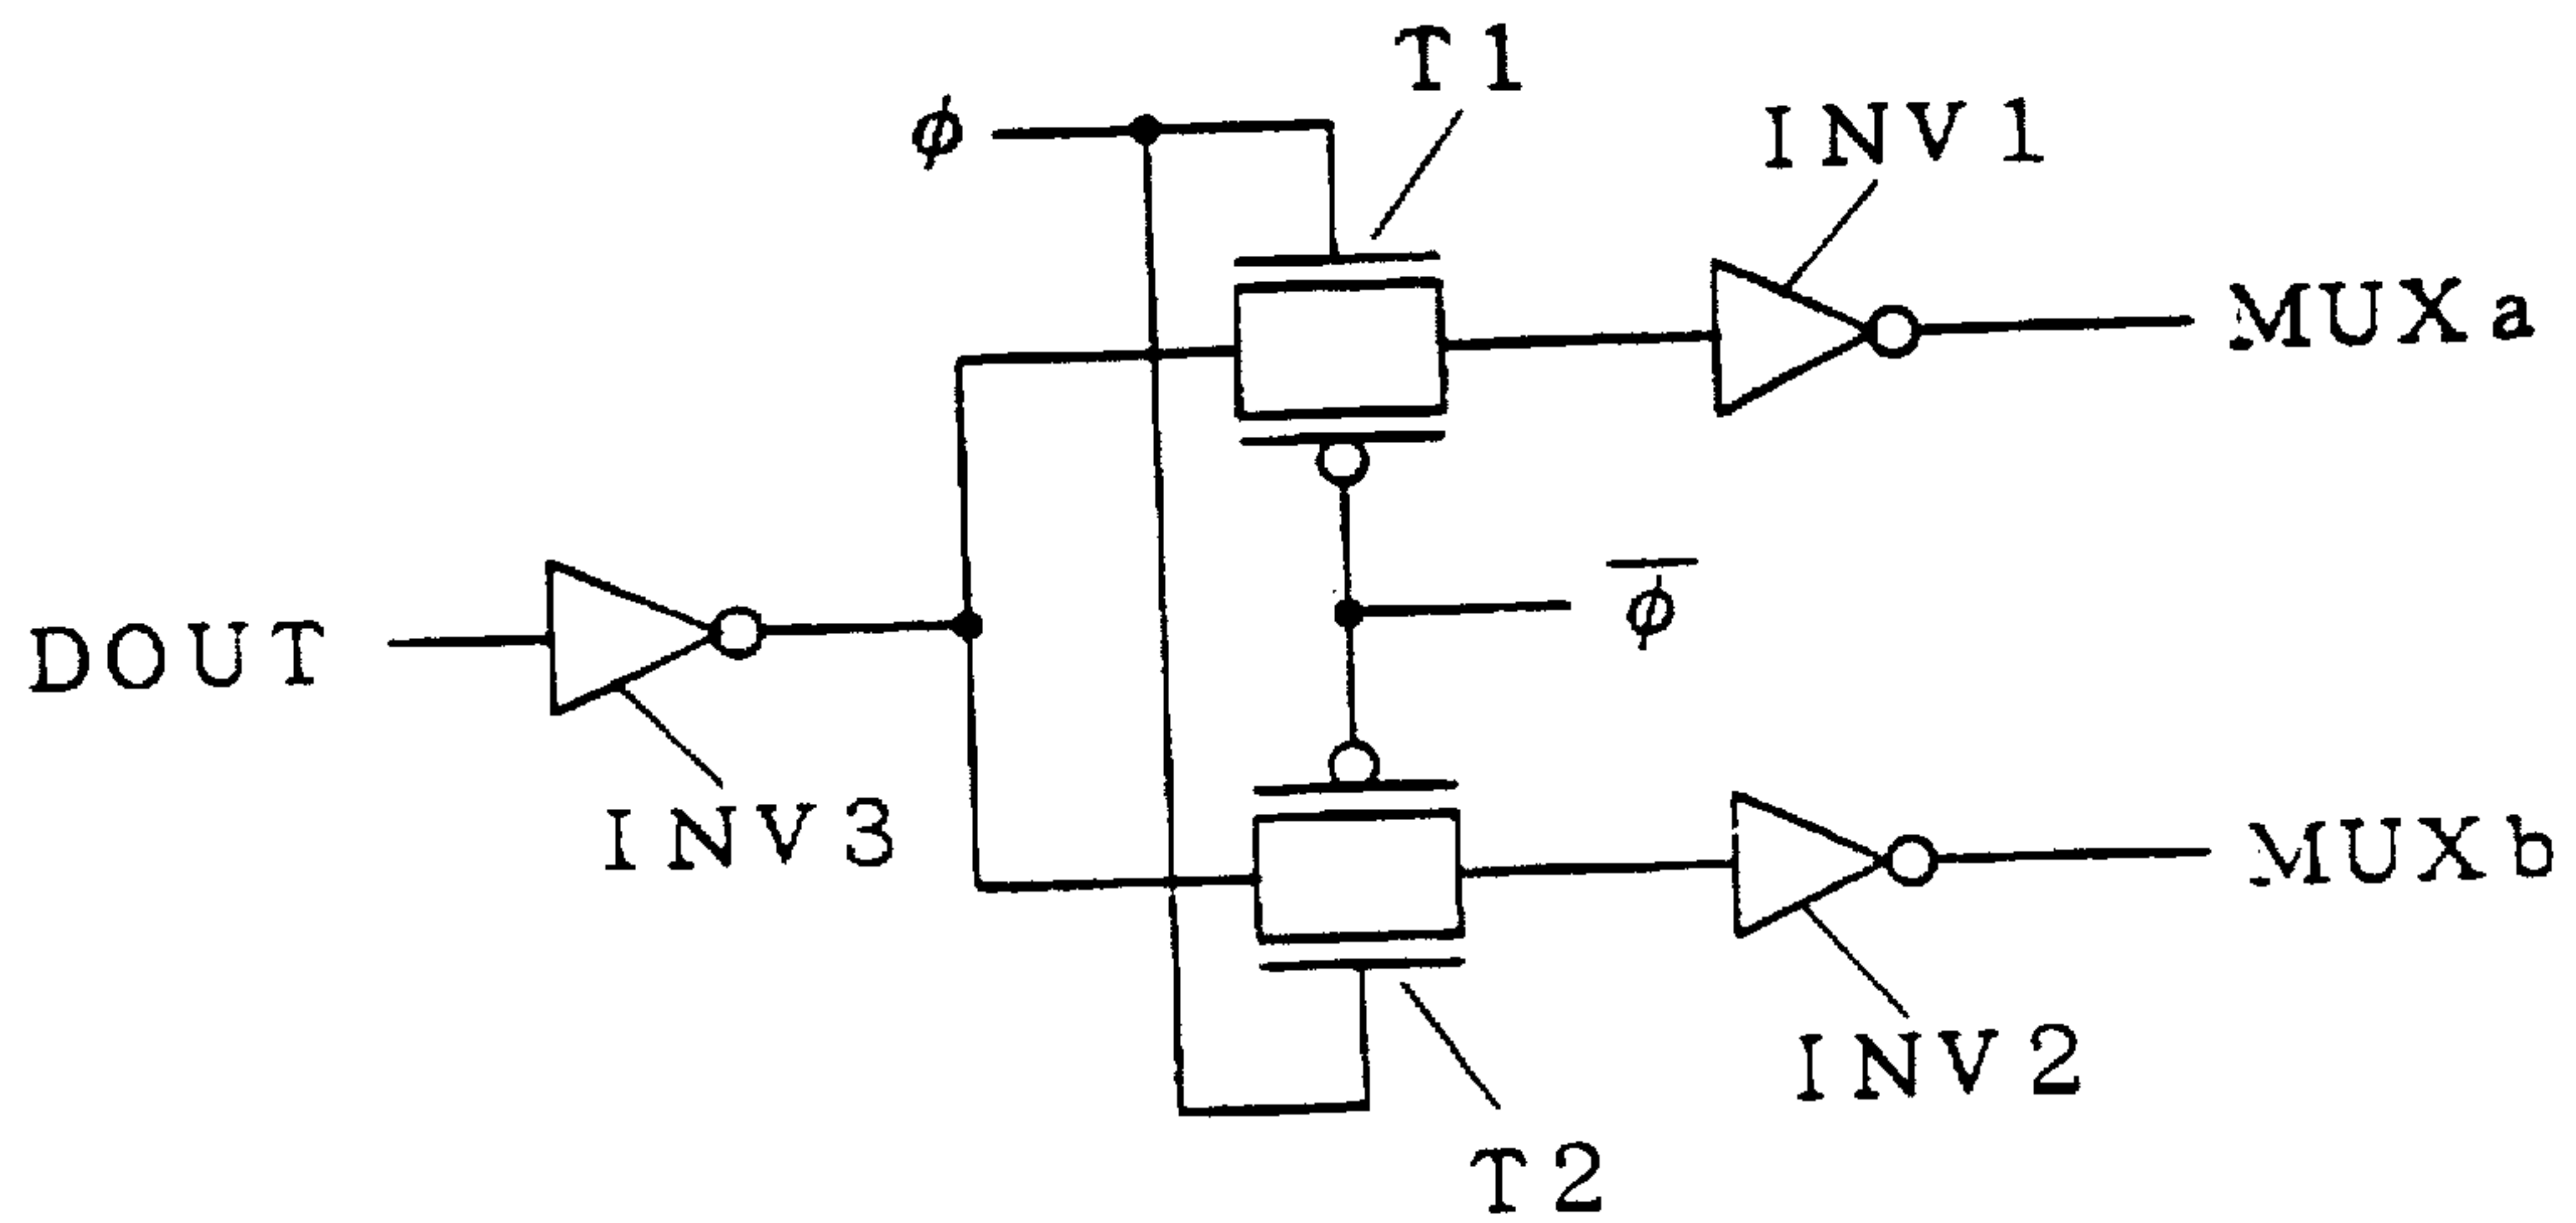 T1
ϕ
INV1
MUXa
ϕ̅
DOUT
INV3
MUXb
INV2
T2